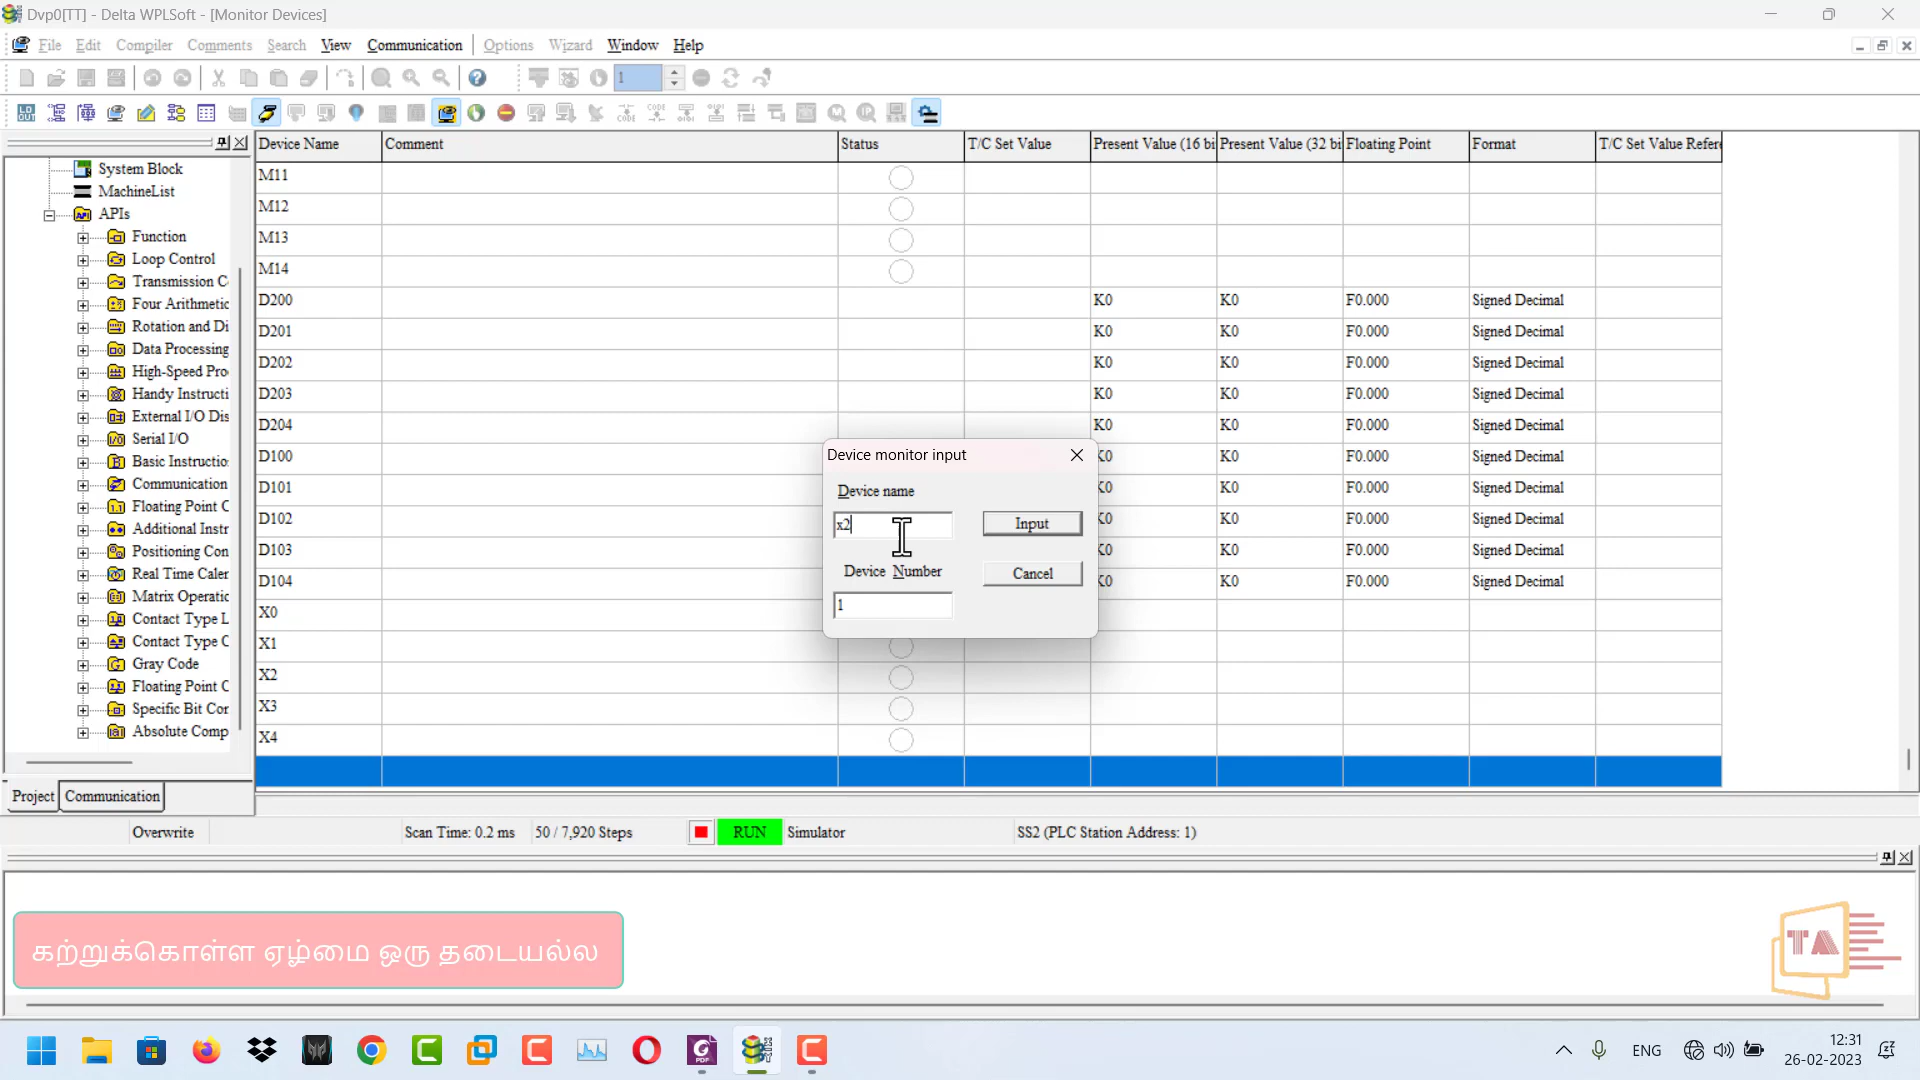 Dvp0[TT] - Delta WPLSoft - [Monitor Devices]
File Edit Compiler Comments Search View Communication Options Wizard Window Help
1
Device Name Comment Status T/C Set Value Present Value (16 bi Present Value (32 bi Floating Point Format T/C Set Value Refere
System Block
MachineList
APIs
Function
Loop Control
Transmission C
Four Arithmetic
Rotation and Di
Data Processing
High-Speed Pro
Handy Instructi
External I/O Dis
Serial I/O
Basic Instructio
Communication
Floating Point C
Additional Instr
Positioning Con
Real Time Caler
Matrix Operatic
Contact Type L
Contact Type C
Gray Code
Floating Point C
Specific Bit Cor
Absolute Comp
Project Communication
M11
M12
M13
M14
D200 K0 K0 F0.000 Signed Decimal
D201 K0 K0 F0.000 Signed Decimal
D202 K0 K0 F0.000 Signed Decimal
D203 K0 K0 F0.000 Signed Decimal
D204 K0 K0 F0.000 Signed Decimal
D100 K0 K0 F0.000 Signed Decimal
D101 K0 K0 F0.000 Signed Decimal
D102 K0 K0 F0.000 Signed Decimal
D103 K0 K0 F0.000 Signed Decimal
D104 K0 K0 F0.000 Signed Decimal
X0
X1
X2
X3
X4
Device monitor input
Device name
x2 Input
Device Number Cancel
1
Overwrite Scan Time: 0.2 ms 50 / 7,920 Steps RUN Simulator SS2 (PLC Station Address: 1)
கற்றுக்கொள்ள ஏழ்மை ஒரு தடையல்ல
TA
ENG 12:31
26-02-2023